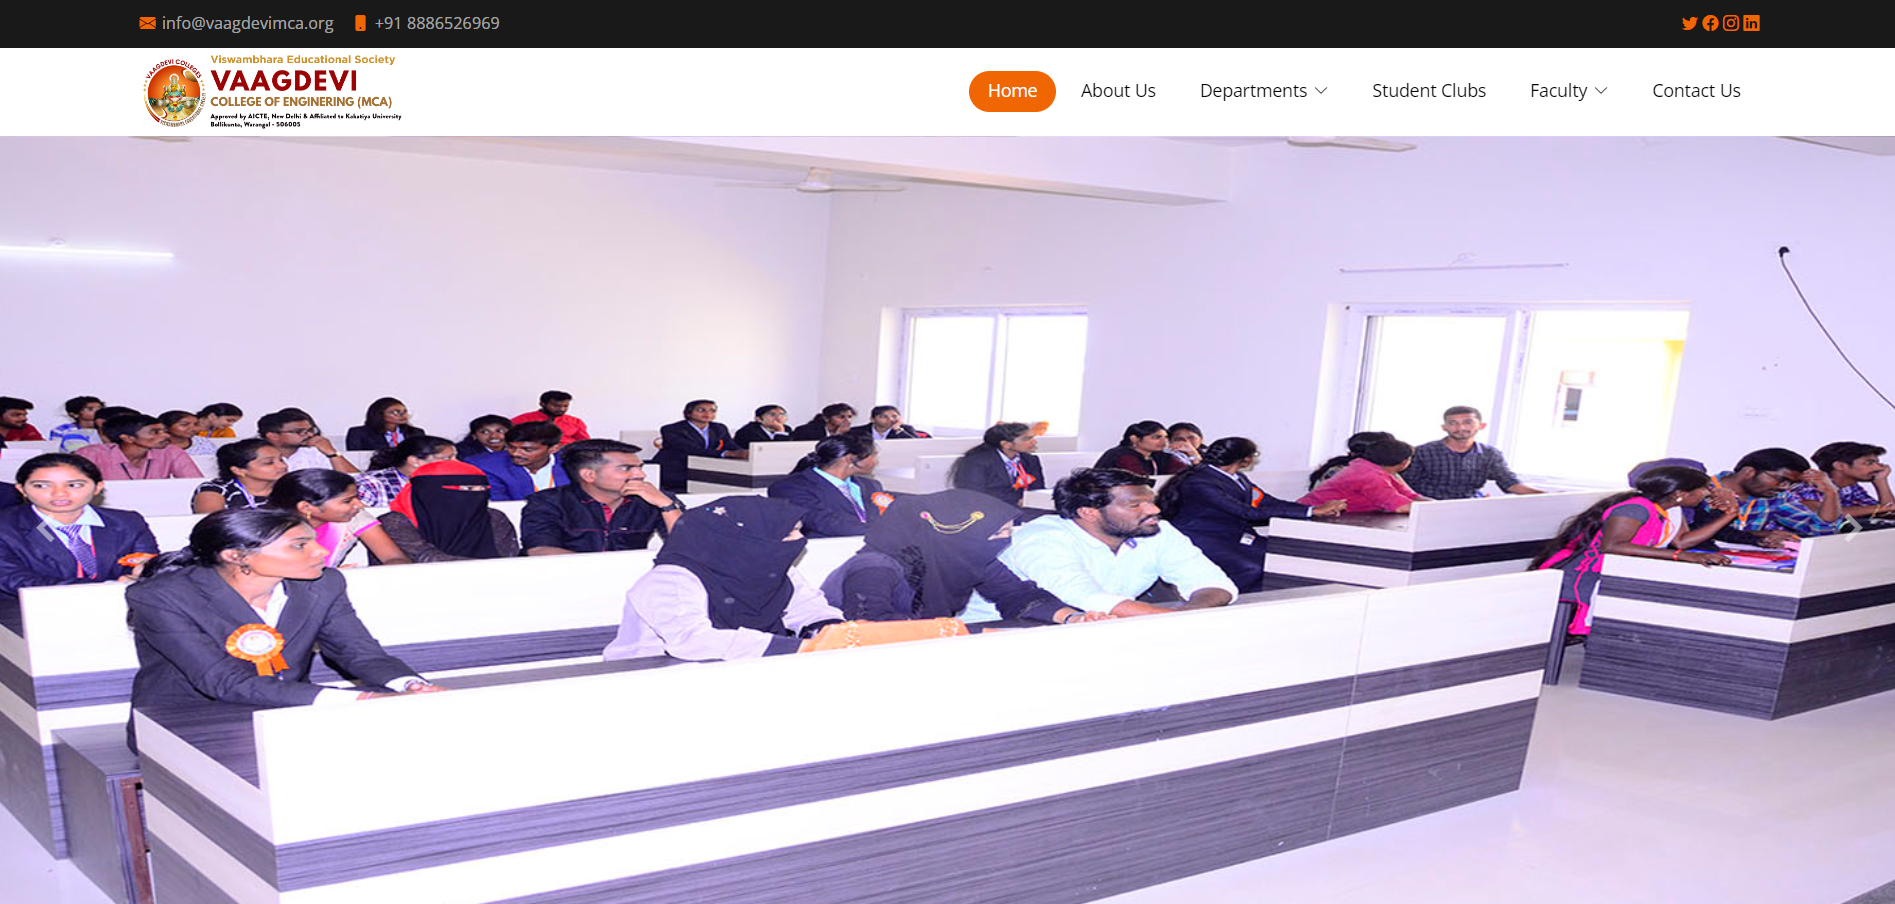 info@vaagdevimca.org +91 8886526969
Viswambhara Educational Society
VAAGDEVI
COLLEGE OF ENGINERING (MCA)
Approved by AICTE, New Delhi & Affiliated to Kakatiya University
Bollikunta, Warangal - 506005
Home About Us Departments Student Clubs Faculty Contact Us